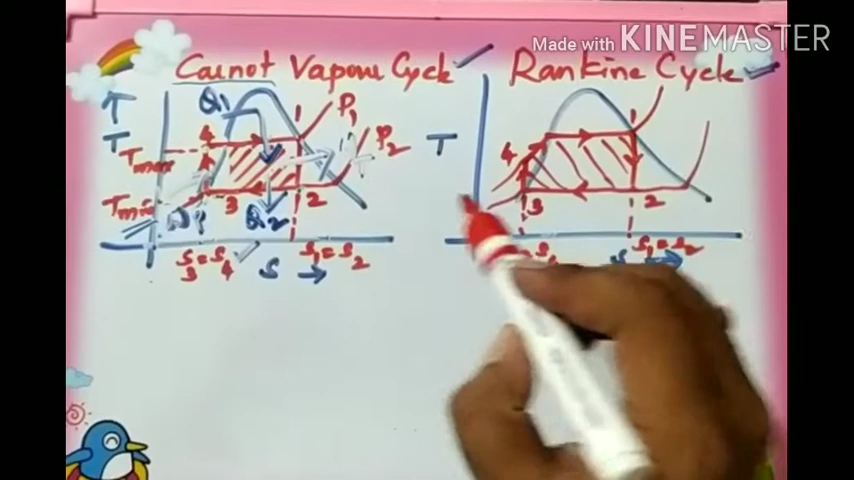 Made with KINEMASTER
Carnot Vapour Cycle
Rankine Cycle
T
Q1
P1
T
4
1
P2
T
Tmax
4
Tmin
3
2
Q2
3
2
S3 = S4
S
S1 = S2
S
S1 = S2